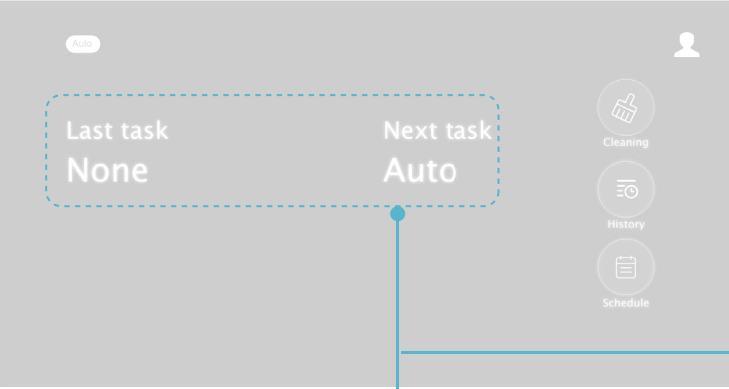 Auto
Last task
Next task
None
Auto
Cleaning
History
Schedule